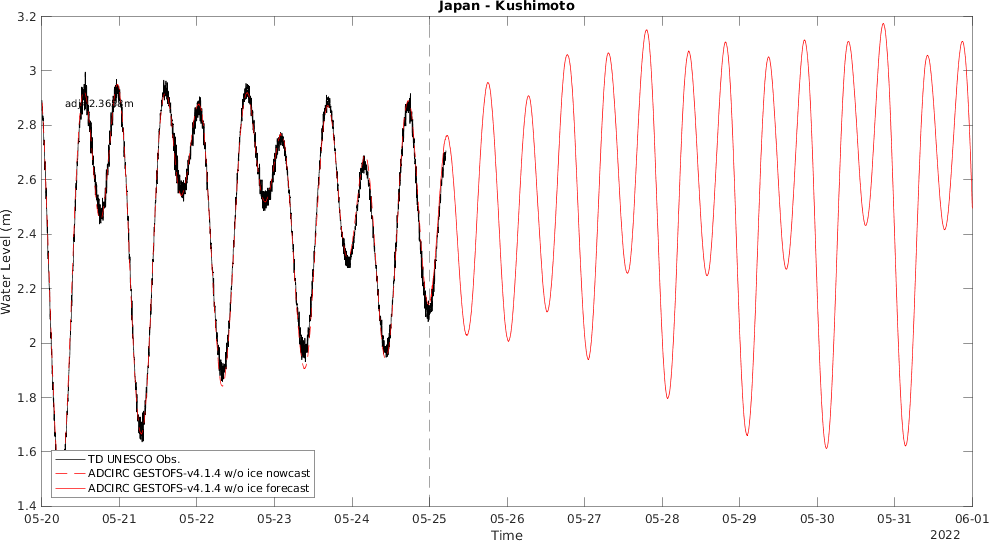 Japan - Kushimoto
3.2
3
2.8
2.6
2.4
2.2
2
1.8
1.6
1.4
Water Level (m)
TD UNESCO Obs.
ADCIRC GESTOFS-v4.1.4 w/o ice nowcast
ADCIRC GESTOFS-v4.1.4 w/o ice forecast
05-20 05-21 05-22 05-23 05-24 05-25 05-26 05-27 05-28 05-29 05-30 05-31 06-01
Time
2022